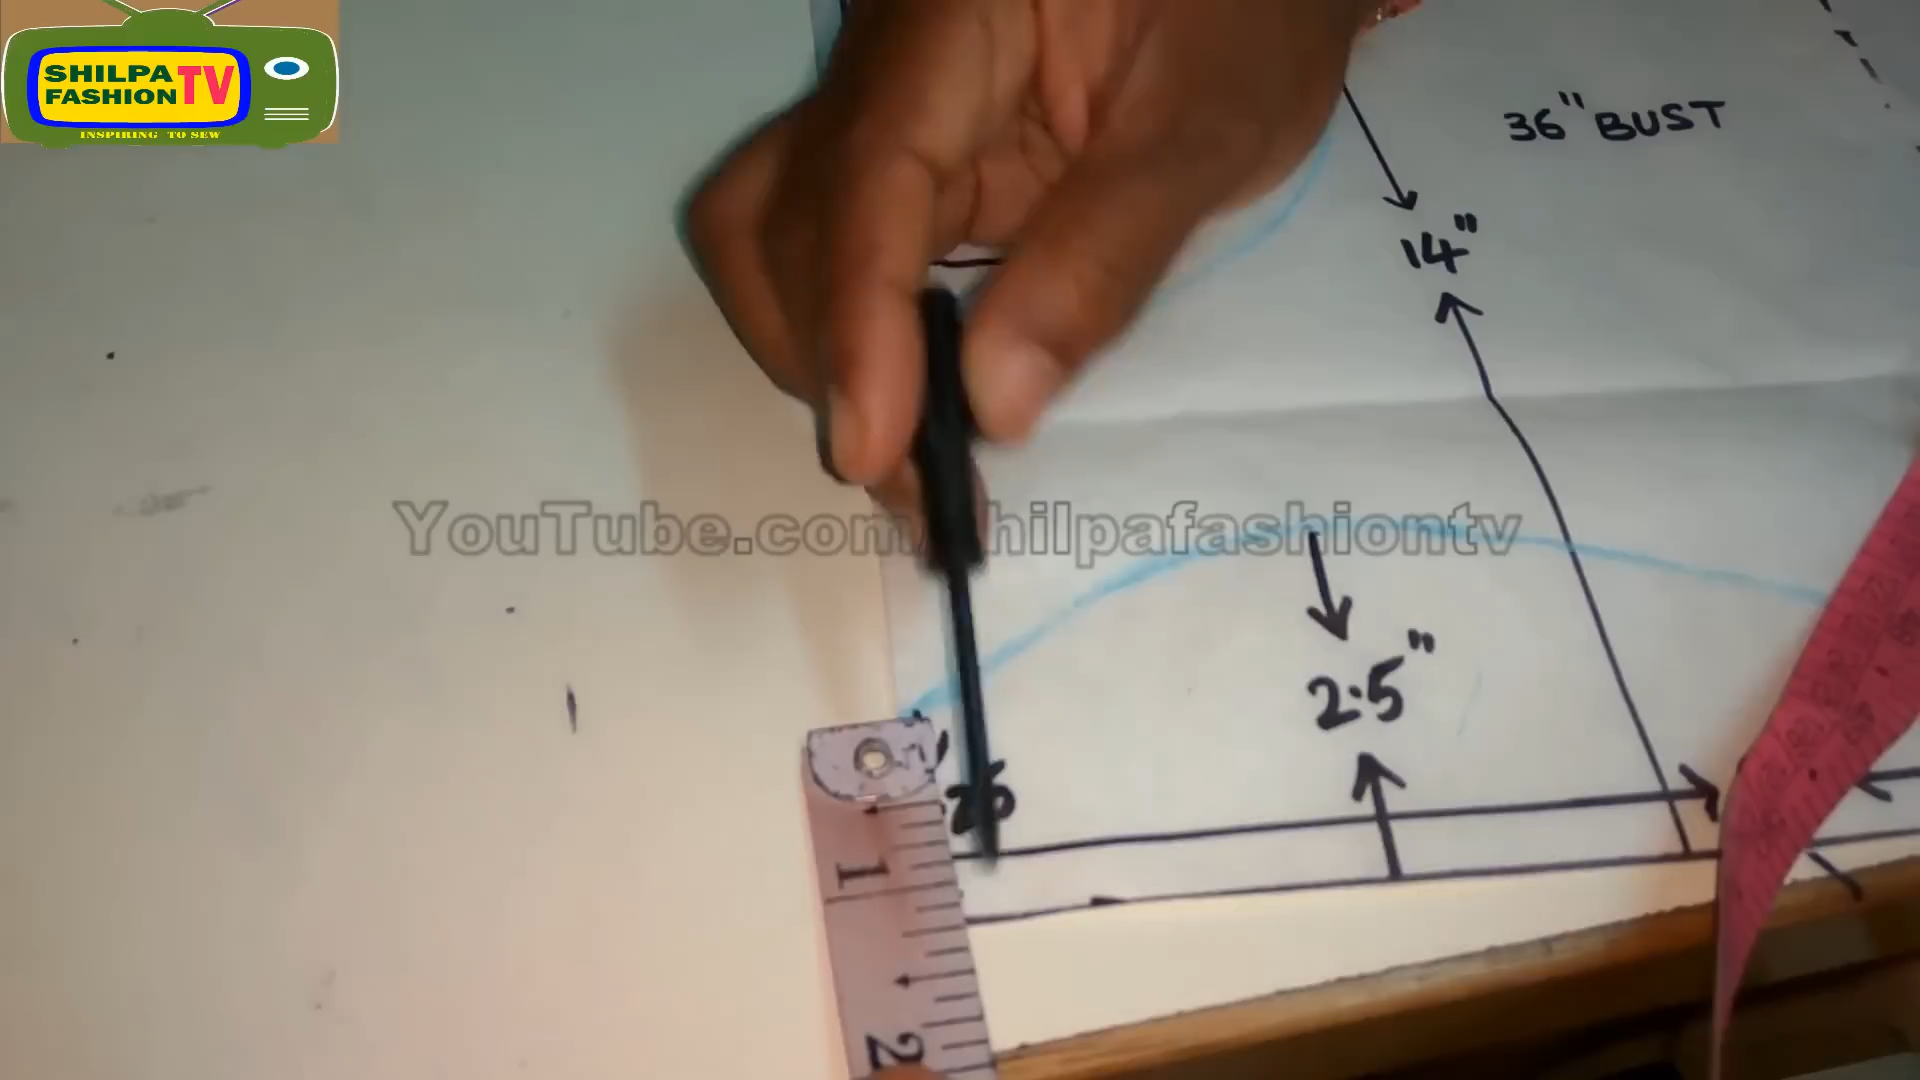 SHILPA
FASHION TV
INSPIRING TO SEW
36" BUST
14"
YouTube.com/shilpafashiontv
2.5"
1
2